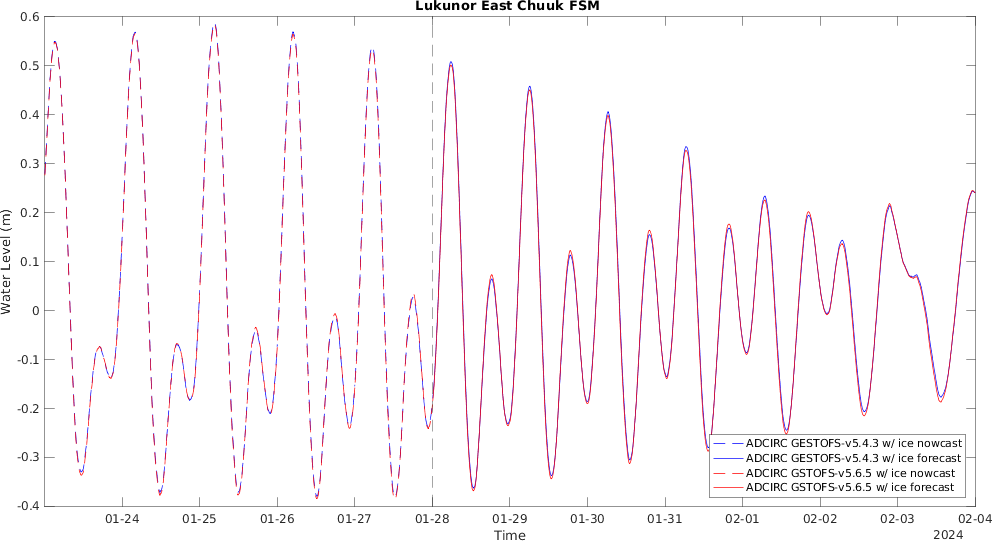 Lukunor East Chuuk FSM
0.6
0.5
0.4
0.3
0.2
0.1
0
-0.1
-0.2
-0.3
-0.4
Water Level (m)
ADCIRC GESTOFS-v5.4.3 w/ ice nowcast
ADCIRC GESTOFS-v5.4.3 w/ ice forecast
ADCIRC GSTOFS-v5.6.5 w/ ice nowcast
ADCIRC GSTOFS-v5.6.5 w/ ice forecast
01-24 01-25 01-26 01-27 01-28 01-29 01-30 01-31 02-01 02-02 02-03 02-04
Time
2024